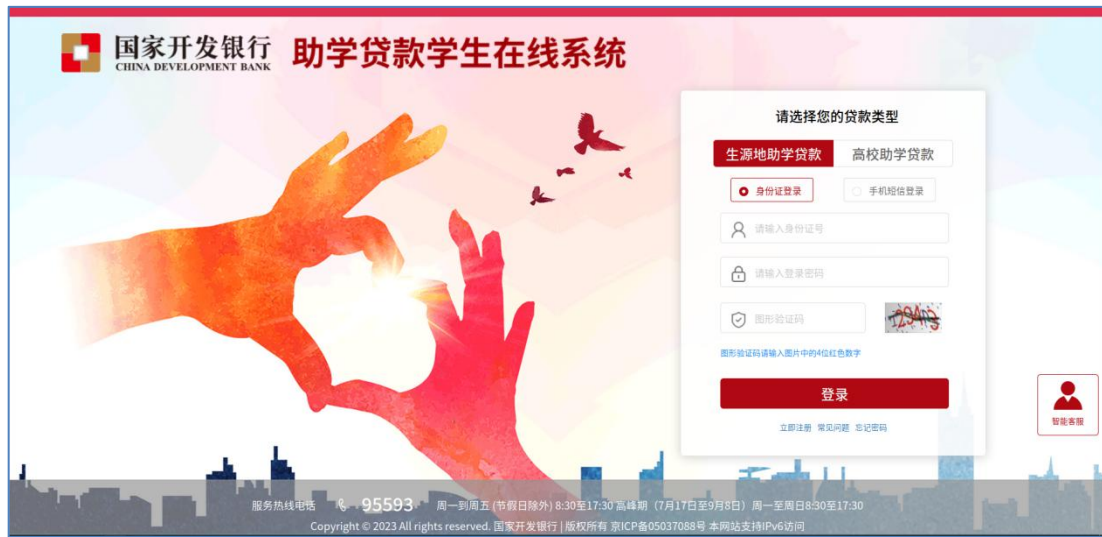 国家开发银行
CHINA DEVELOPMENT BANK
助学贷款学生在线系统
请选择您的贷款类型
生源地助学贷款 高校助学贷款
身份证登录 手机短信登录
请输入身份证号
请输入登录密码
图形验证码
图形验证码请输入图片中的4位红色数字
登录
立即注册 常见问题 忘记密码
智能客服
服务热线电话 95593 周一到周五 (节假日除外) 8:30至17:30 高峰期（7月17日至9月8日）周一至周日8:30至17:30
Copyright © 2023 All rights reserved. 国家开发银行 | 版权所有 京ICP备05037088号 本网站支持IPv6访问